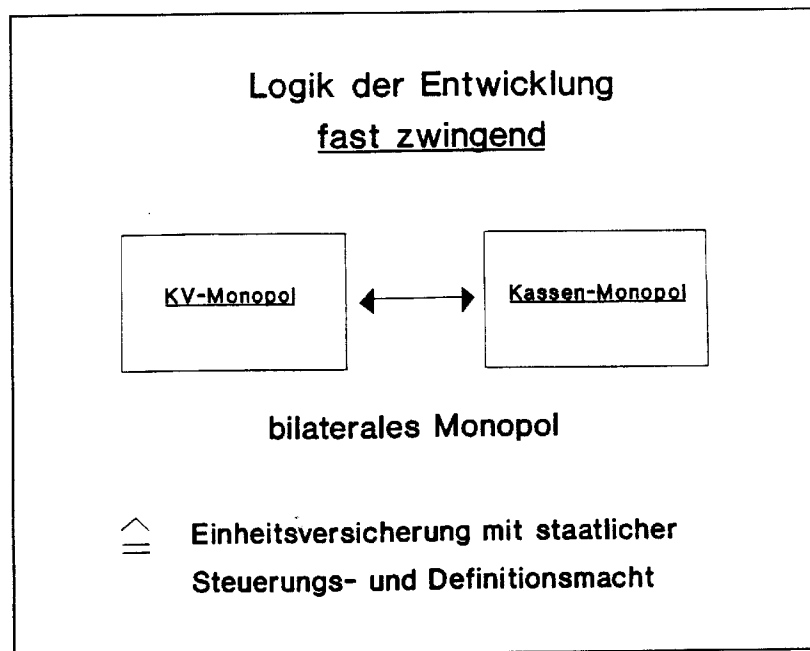 Logik der Entwicklung
fast zwingend
KV-Monopol
Kassen-Monopol
bilaterales Monopol
≙ Einheitsversicherung mit staatlicher
Steuerungs- und Definitionsmacht